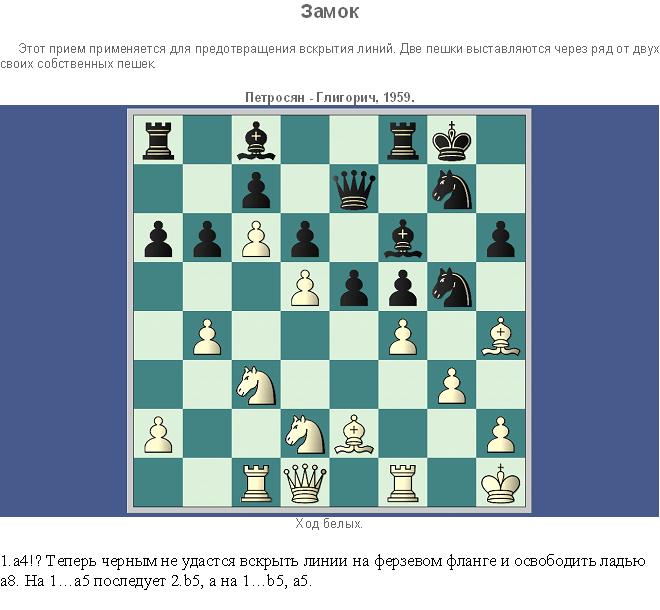 Замок
Этот прием применяется для предотвращения вскрытия линий. Две пешки выставляются через ряд от двух
своих собственных пешек.
Петросян - Глигорич, 1959.
Ход белых.
1.a4!? Теперь черным не удастся вскрыть линии на ферзевом фланге и освободить ладью
a8. На 1…a5 последует 2.b5, а на 1…b5, a5.